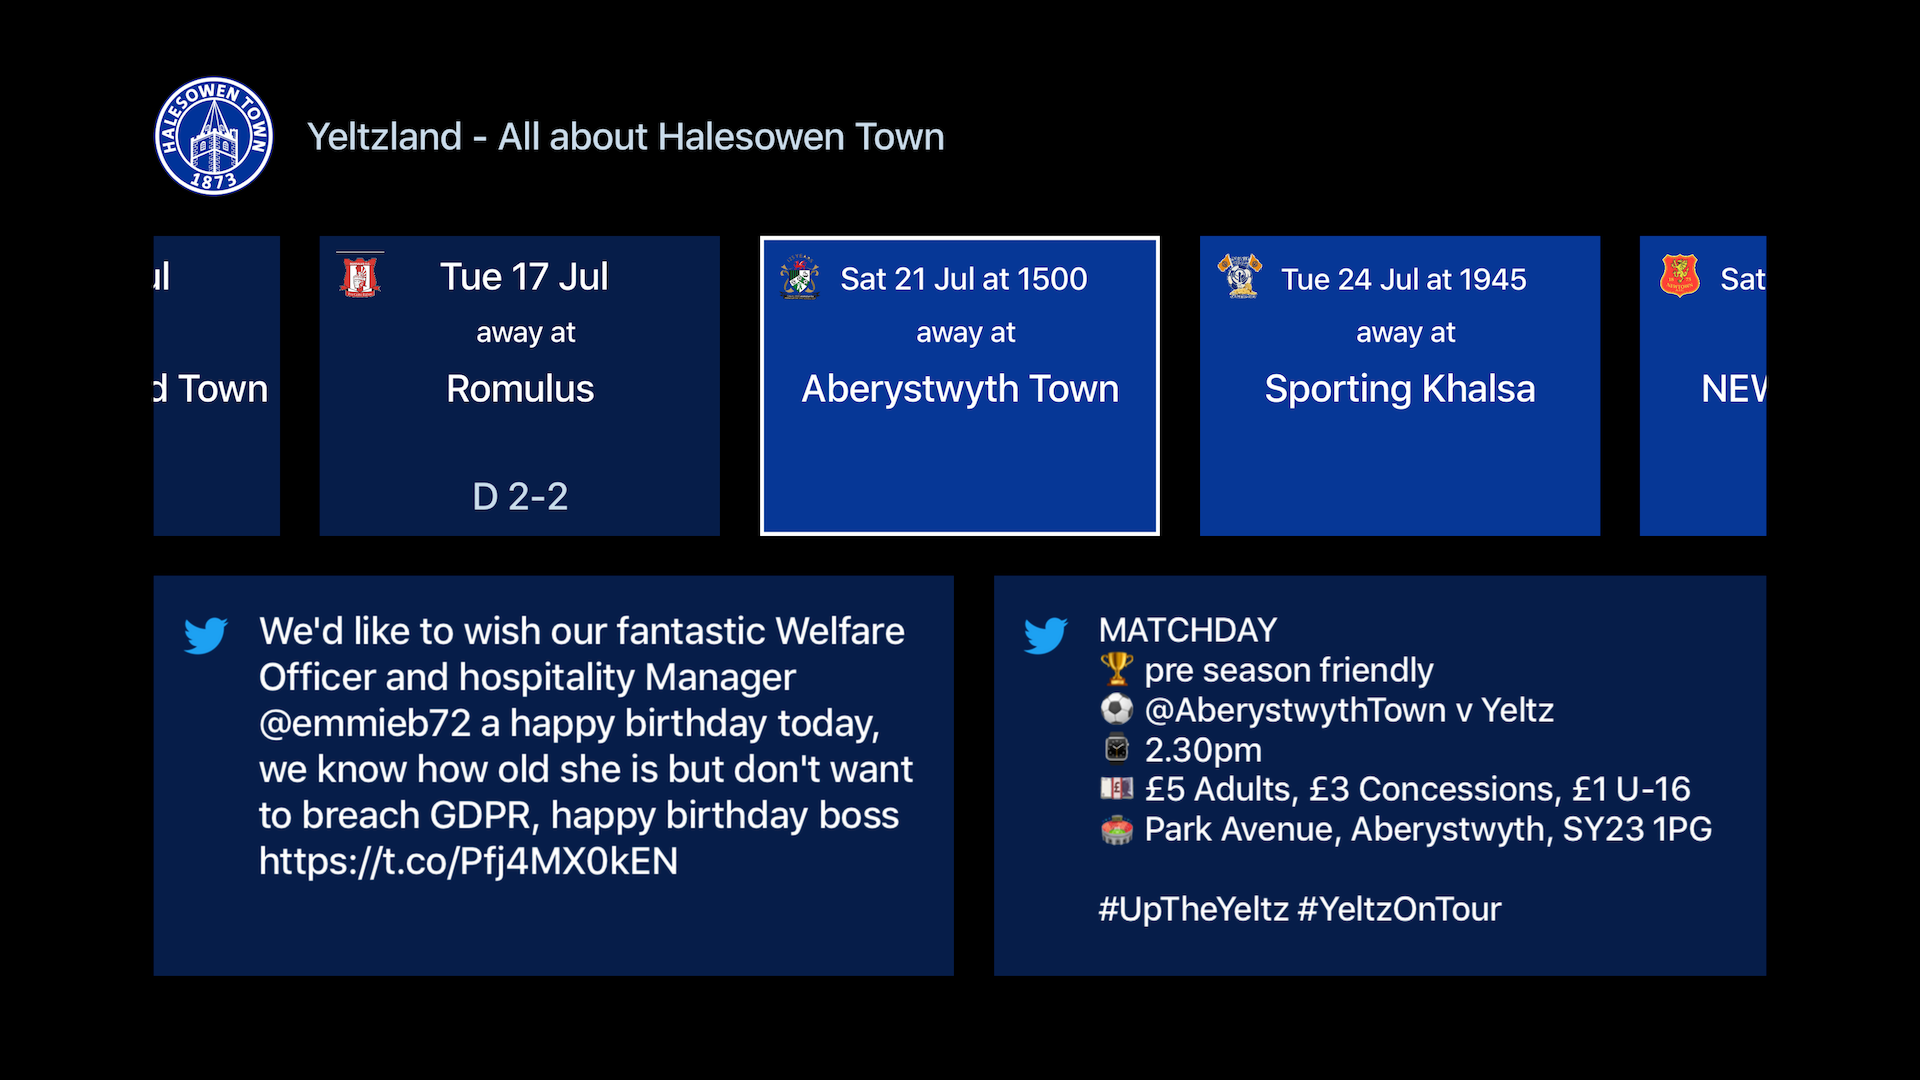 HALESOWEN TOWN
1873
Yeltzland - All about Halesowen Town
Tue 17 Jul
away at
Romulus
D 2-2
Sat 21 Jul at 1500
away at
Aberystwyth Town
Tue 24 Jul at 1945
away at
Sporting Khalsa
Sat
Town
We'd like to wish our fantastic Welfare
Officer and hospitality Manager
@emmieb72 a happy birthday today,
we know how old she is but don't want
to breach GDPR, happy birthday boss
https://t.co/Pfj4MX0kEN
MATCHDAY
🏆 pre season friendly
⚽ @AberystwythTown v Yeltz
⌚ 2.30pm
💷 £5 Adults, £3 Concessions, £1 U-16
🏟 Park Avenue, Aberystwyth, SY23 1PG
#UpTheYeltz #YeltzOnTour